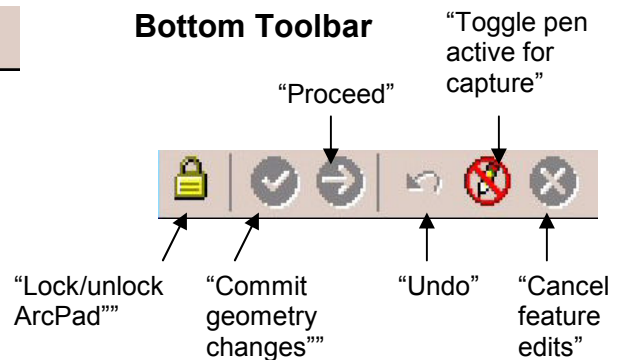 Bottom Toolbar
“Toggle pen
active for
capture”
“Proceed”
“Lock/unlock
ArcPad””
“Commit
geometry
changes””
“Undo”
“Cancel
feature
edits”